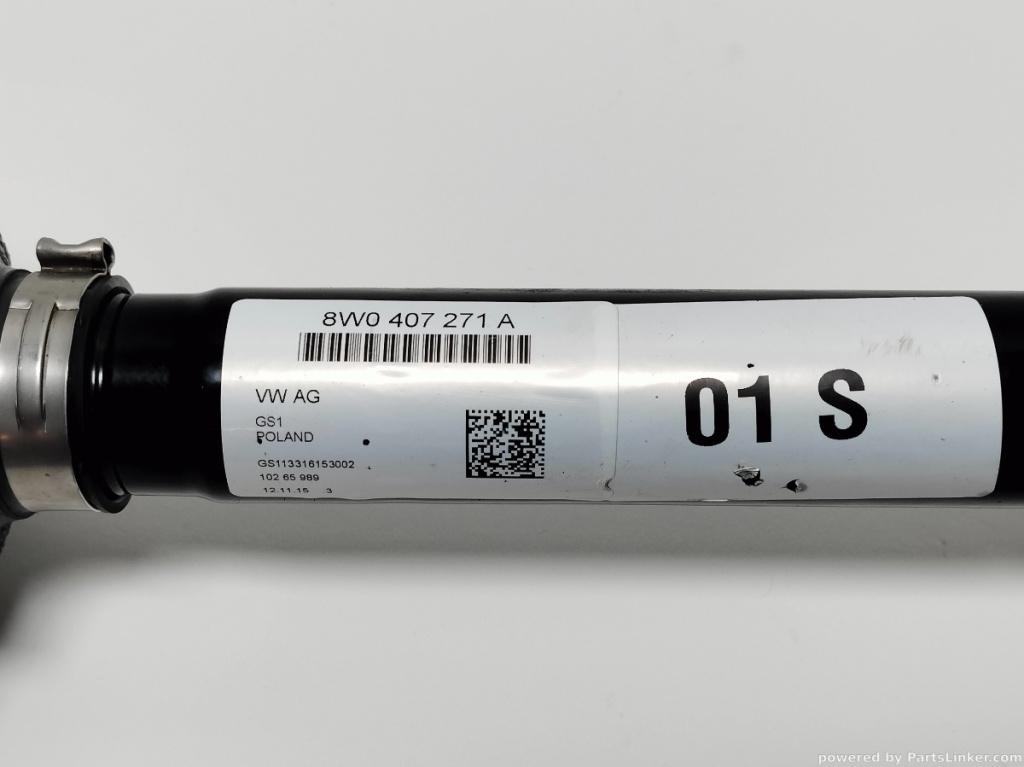 8W0 407 271 A
VW AG
GS1
POLAND
GS113316153002
102 65 989
12.11.15 3
01 S
powered by PartsLinker.com